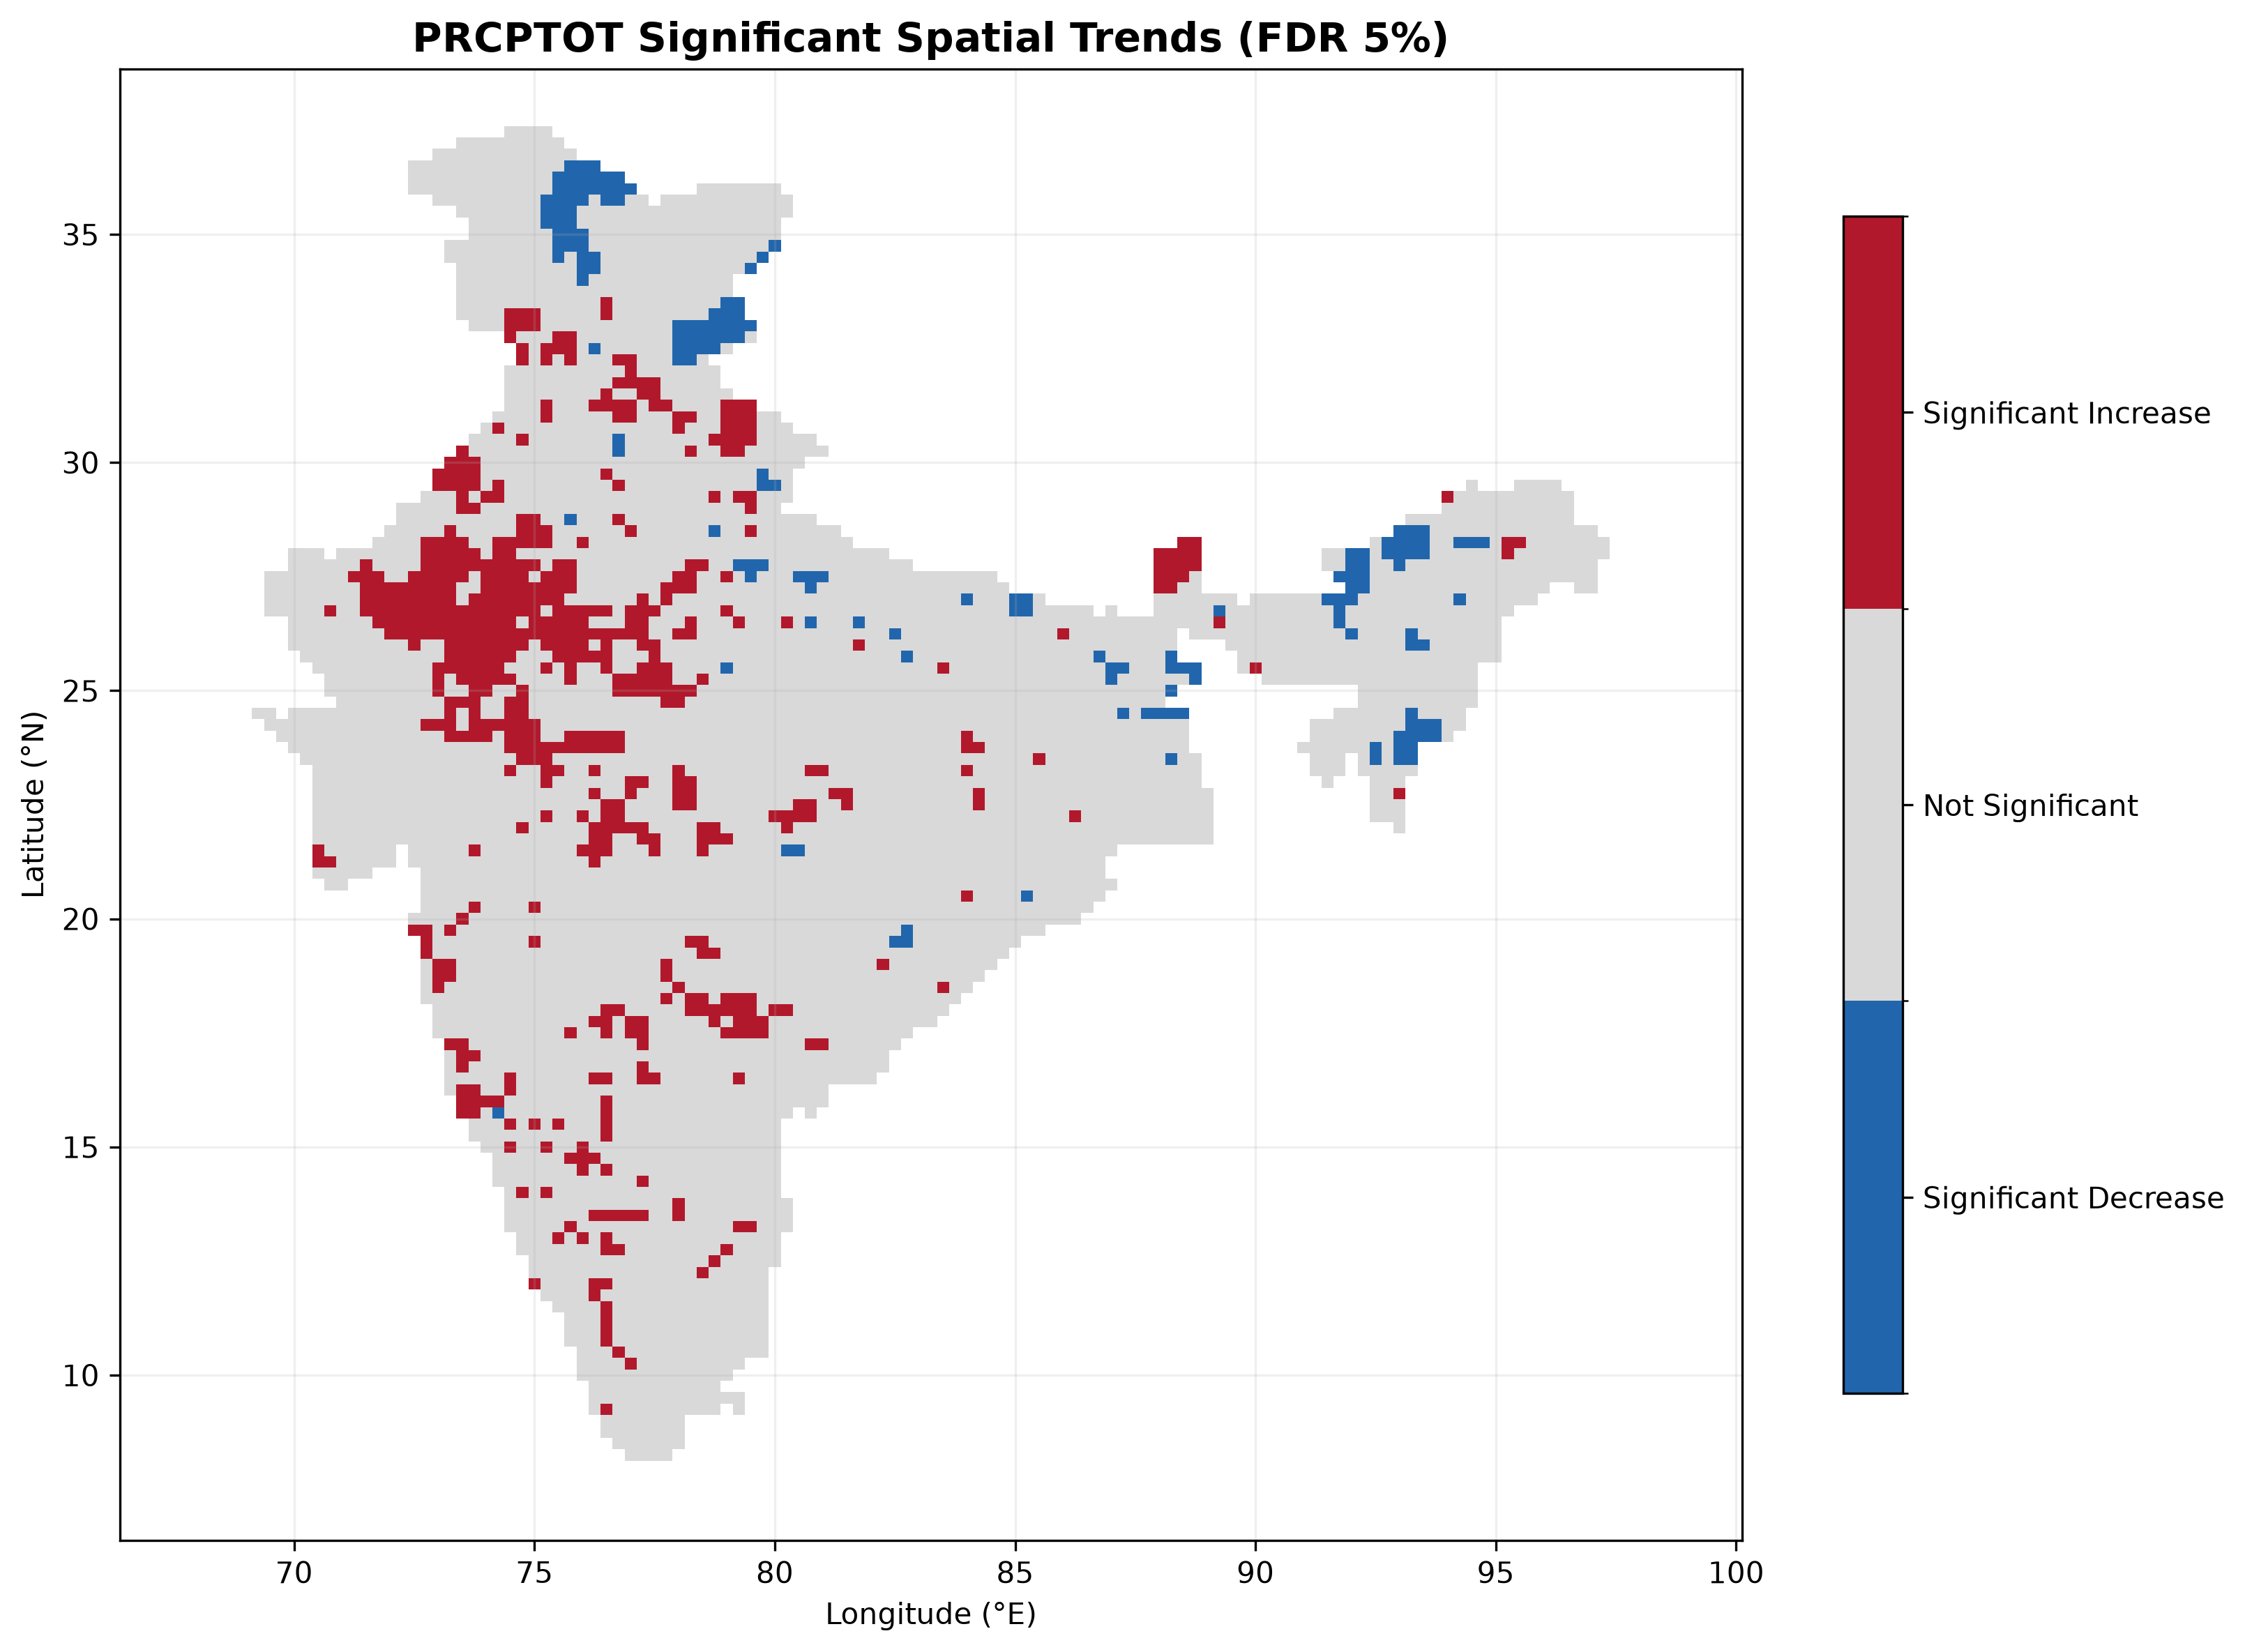 PRCPTOT Significant Spatial Trends (FDR 5%)
35
30
25
20
15
10
Latitude (°N)
70 75 80 85 90 95 100
Longitude (°E)
Significant Increase
Not Significant
Significant Decrease